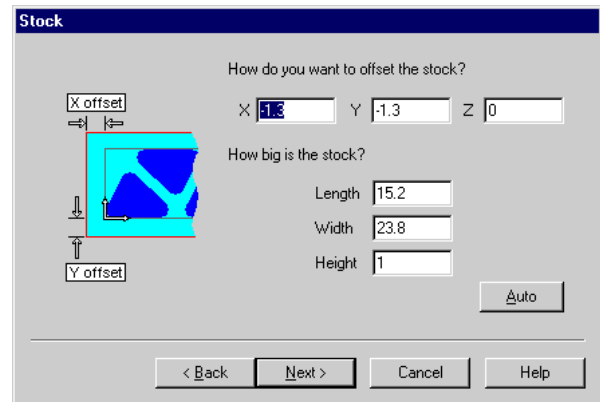 Stock
How do you want to offset the stock?
X offset
X -1.3 Y -1.3 Z 0
How big is the stock?
Length 15.2
Width 23.8
Y offset
Height 1
Auto
< Back Next > Cancel Help